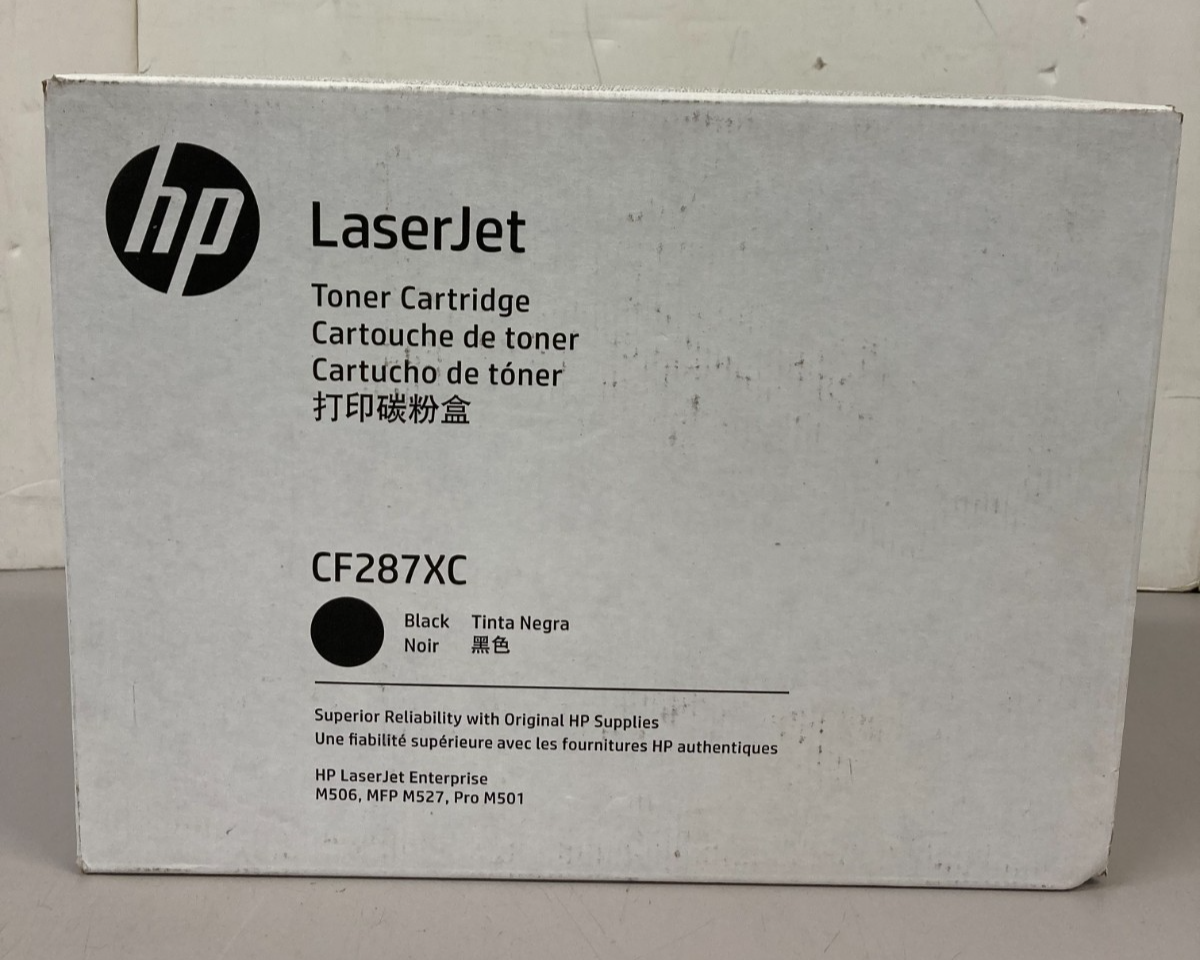 hp
LaserJet
Toner Cartridge
Cartouche de toner
Cartucho de tóner
打印碳粉盒
CF287XC
Black Tinta Negra
Noir 黑色
Superior Reliability with Original HP Supplies
Une fiabilité supérieure avec les fournitures HP authentiques
HP LaserJet Enterprise
M506, MFP M527, Pro M501